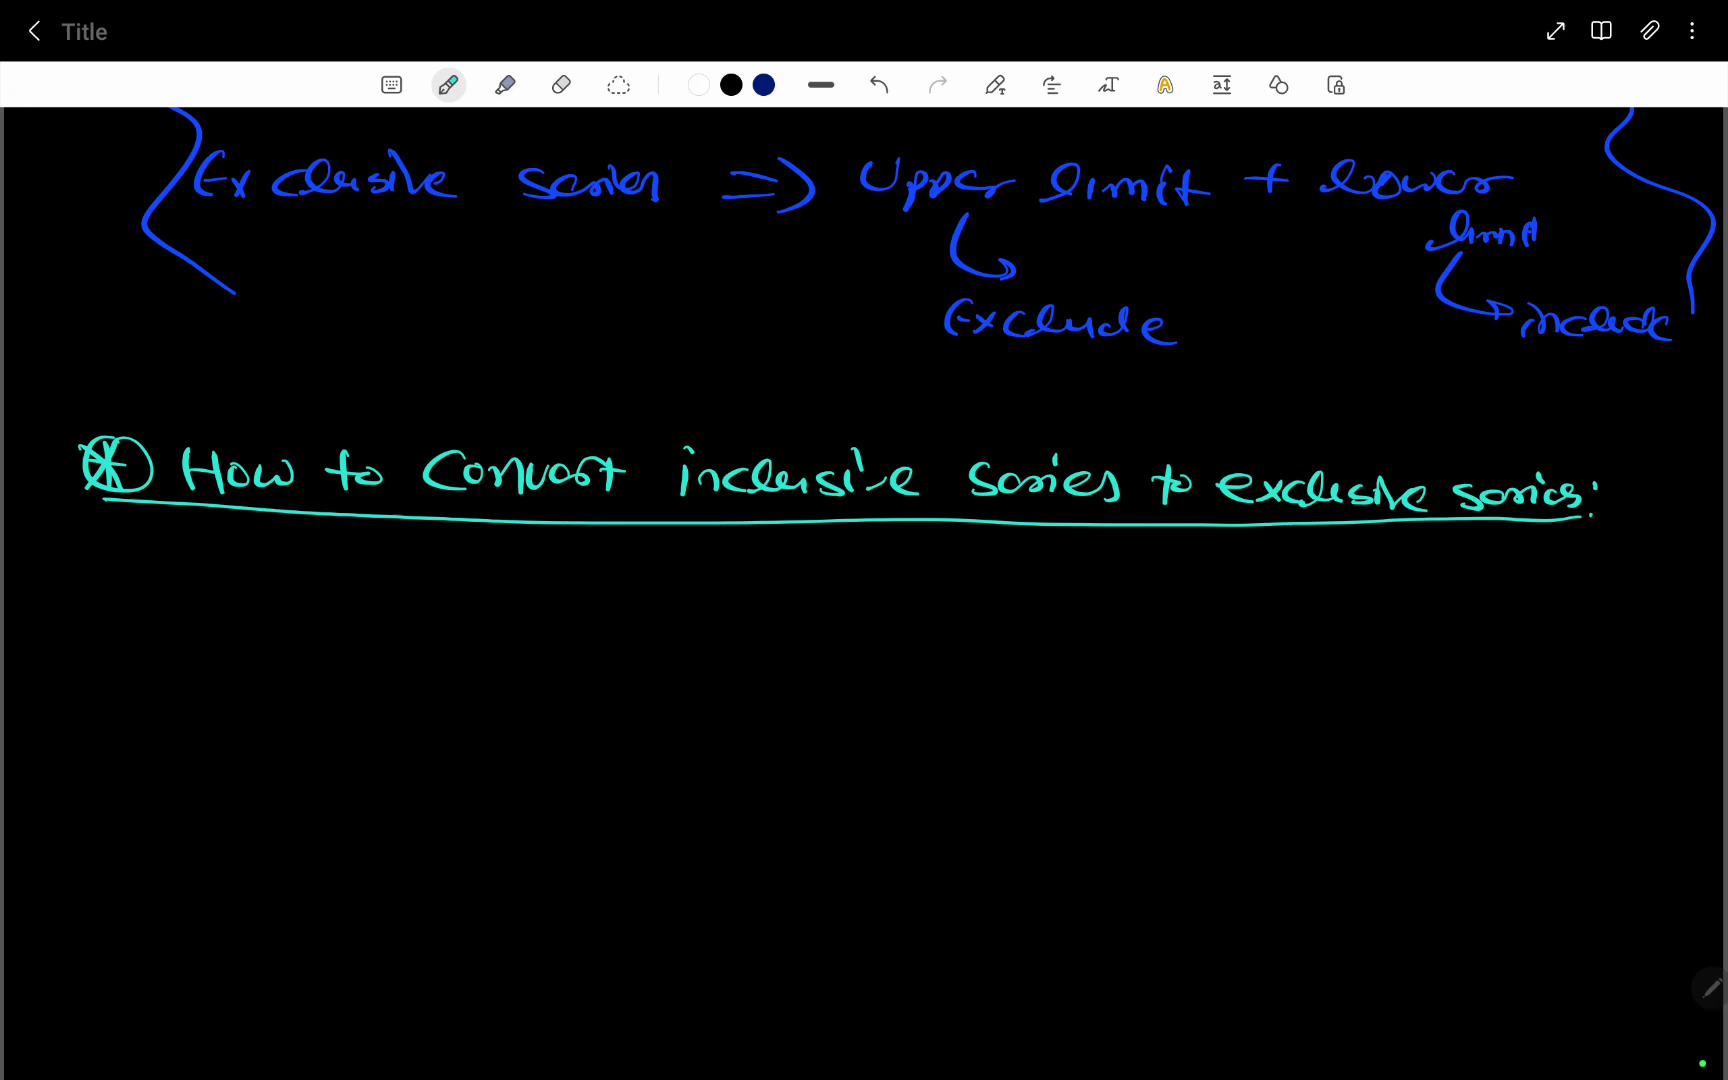 Title
Exclusive series => Upper limit + lower
limit
Exclude include
* How to Convert inclusive series to exclusive series: